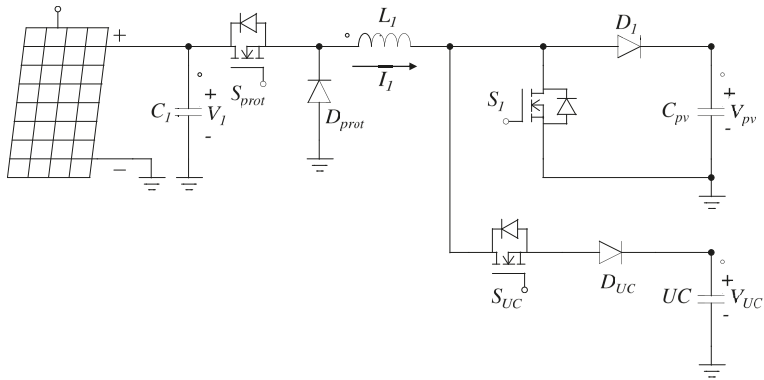 L1
I1
D1
+
C1
+
V1
-
Sprot
Dprot
S1
Cpv
+
Vpv
-
−
SUC
DUC
UC
+
VUC
-